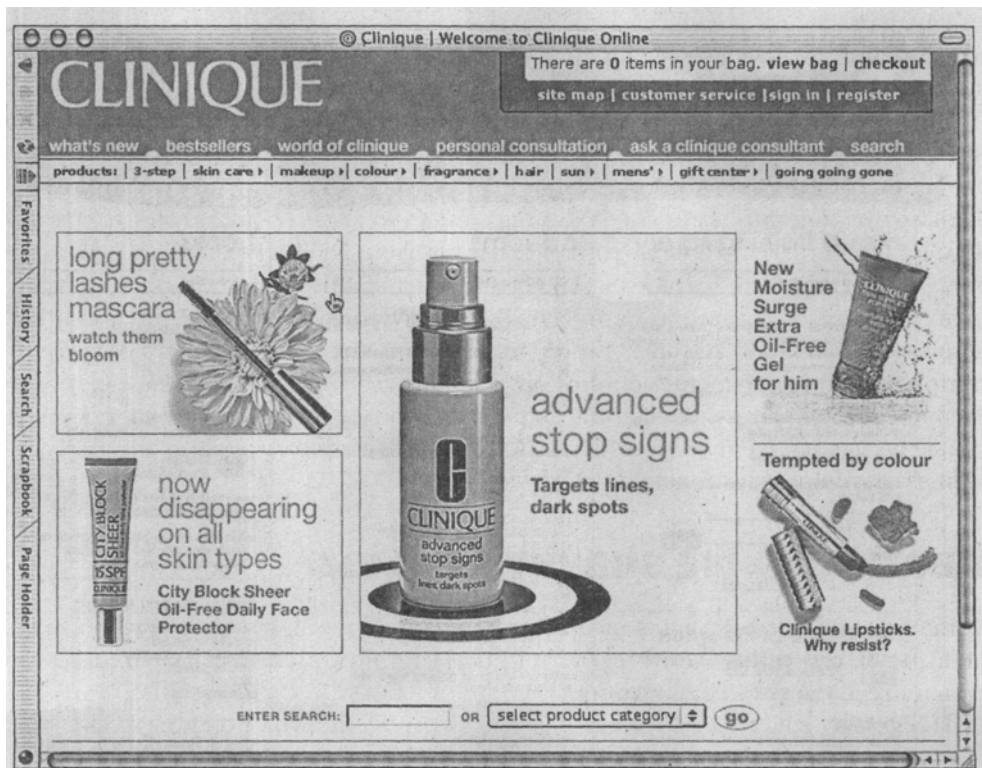 @ Clinique | Welcome to Clinique Online
CLINIQUE
There are 0 items in your bag. view bag | checkout
site map | customer service |sign in | register
what's new bestsellers world of clinique personal consultation ask a clinique consultant search
products: | 3-step | skin care | makeup | colour | fragrance | hair | sun | mens' | gift center | going going gone
Favorites
History
Search
Scrapbook
Page Holder
long pretty
lashes
mascara
watch them
bloom
CITY BLOCK
SHEER
15 SPF
CLINIQUE
now
disappearing
on all
skin types
City Block Sheer
Oil-Free Daily Face
Protector
CLINIQUE
advanced
stop signs
targets
lines, dark spots
advanced
stop signs
Targets lines,
dark spots
New
Moisture
Surge
Extra
Oil-Free
Gel
for him
CLINIQUE
Tempted by colour
Clinique Lipsticks.
Why resist?
ENTER SEARCH: OR select product category go